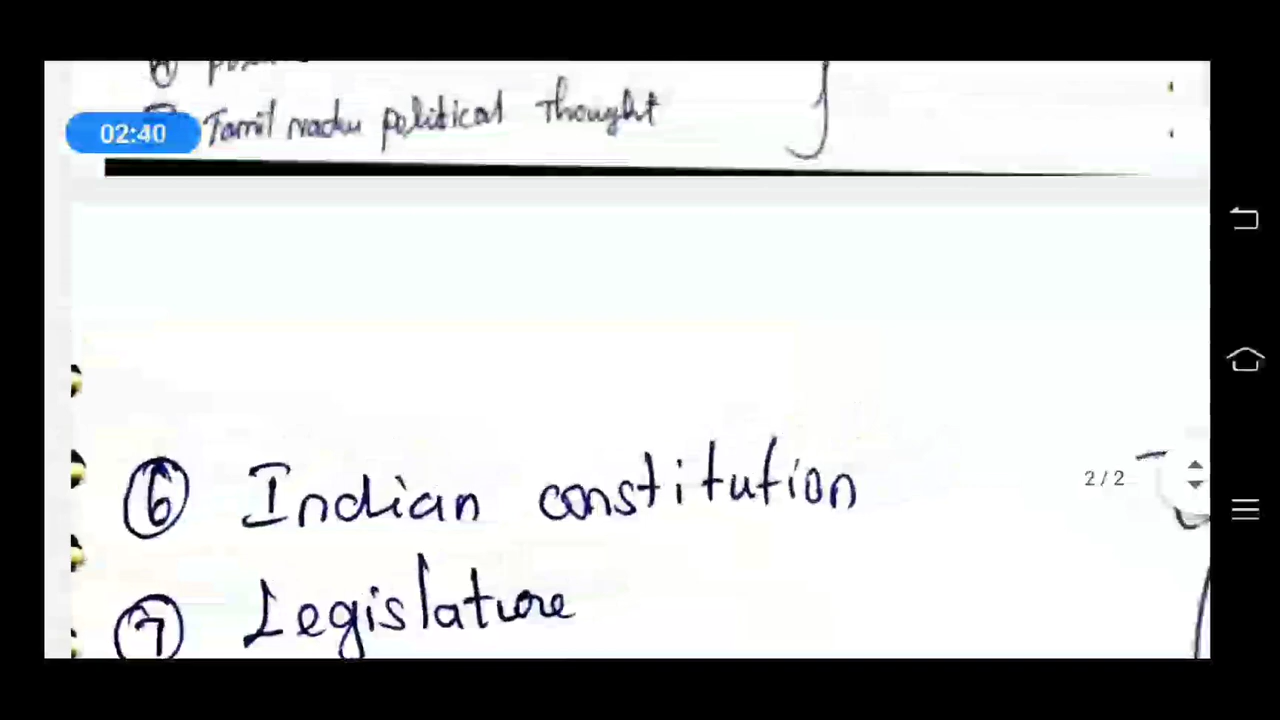 02:40
Tamil nadu political Thought
⑥ Indian constitution
2/2
⑦ Legislature